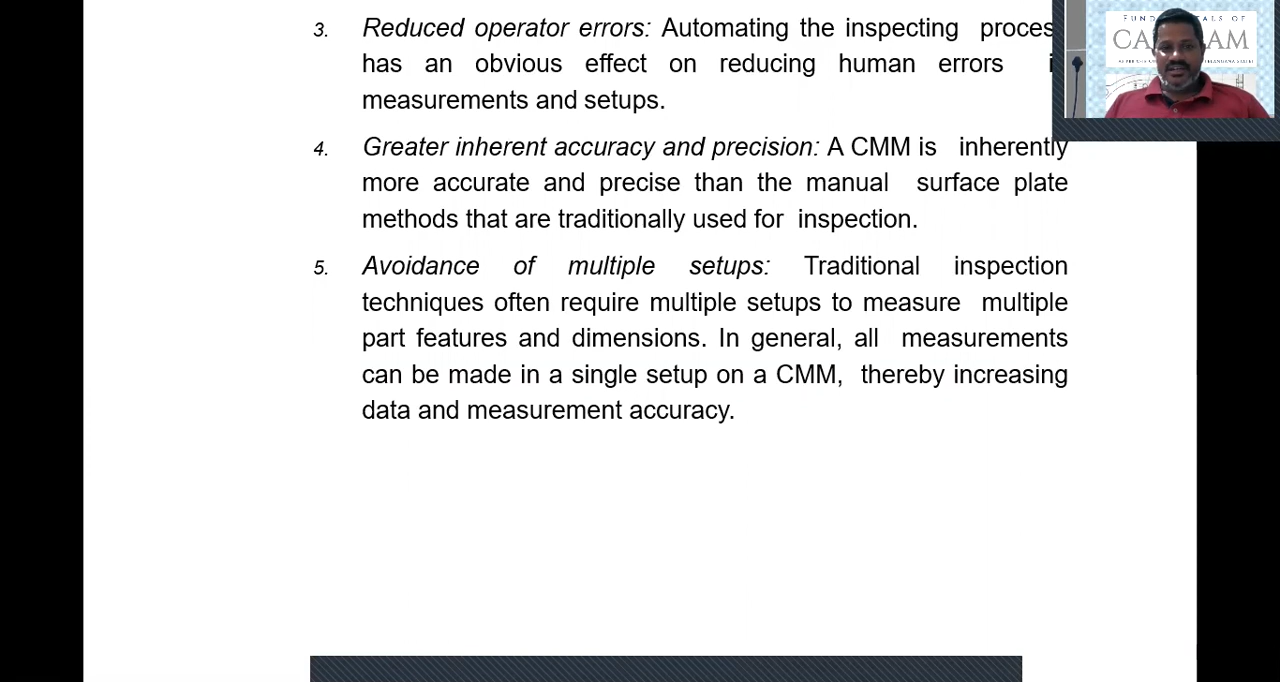 3. Reduced operator errors: Automating the inspecting proces
has an obvious effect on reducing human errors
measurements and setups.
4. Greater inherent accuracy and precision: A CMM is inherently
more accurate and precise than the manual surface plate
methods that are traditionally used for inspection.
5. Avoidance of multiple setups: Traditional inspection
techniques often require multiple setups to measure multiple
part features and dimensions. In general, all measurements
can be made in a single setup on a CMM, thereby increasing
data and measurement accuracy.